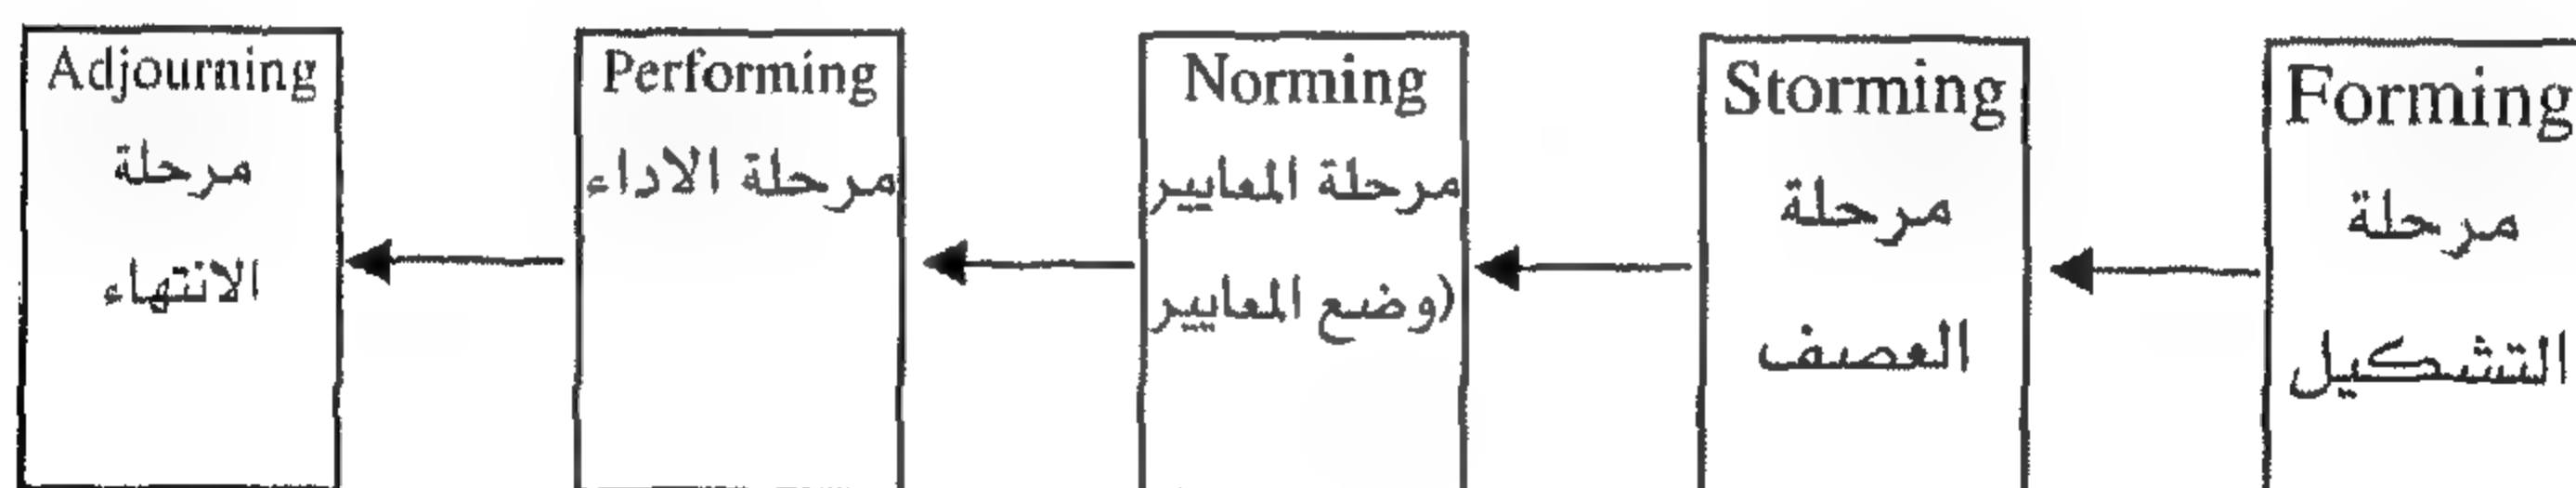 Forming
مرحلة
التشكيل
Storming
مرحلة
العصف
Norming
مرحلة المعايير
(وضع المعايير
Performing
مرحلة الاداء
Adjourning
مرحلة
الانتهاء